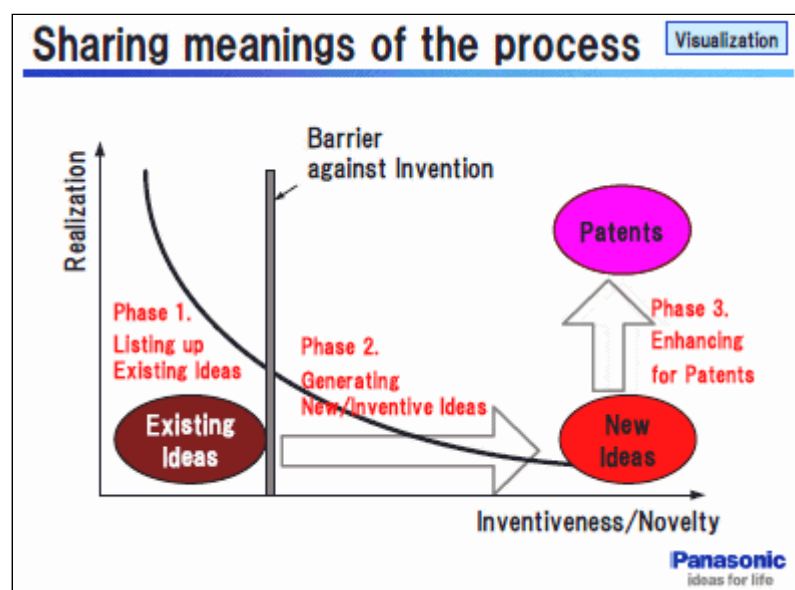 Sharing meanings of the process
Visualization
Barrier
against Invention
Realization
Patents
Phase 1.
Listing up
Existing Ideas
Phase 2.
Generating
New/Inventive Ideas
Phase 3.
Enhancing
for Patents
Existing
Ideas
New
Ideas
Inventiveness/Novelty
Panasonic
ideas for life